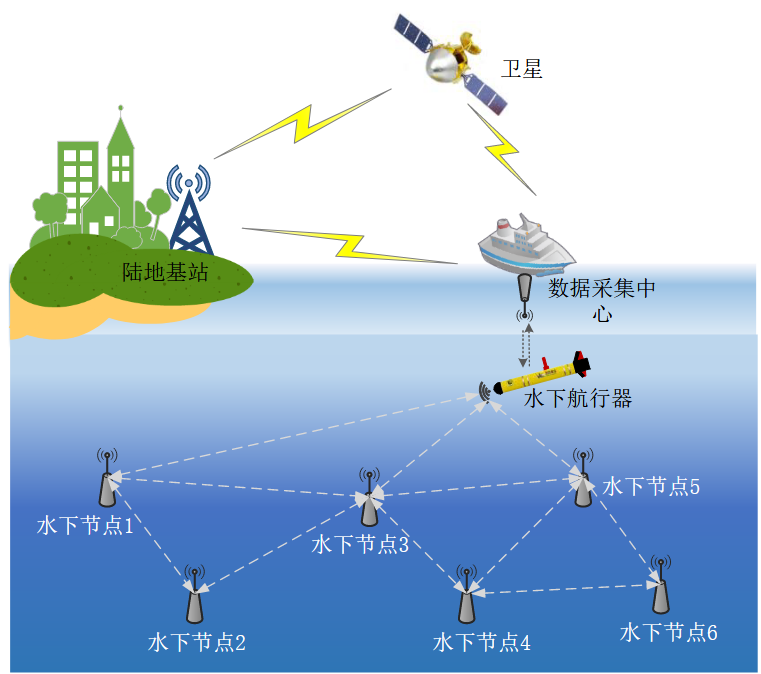 卫星
陆地基站
数据采集中
心
水下航行器
水下节点5
水下节点1
水下节点3
水下节点6
水下节点2
水下节点4